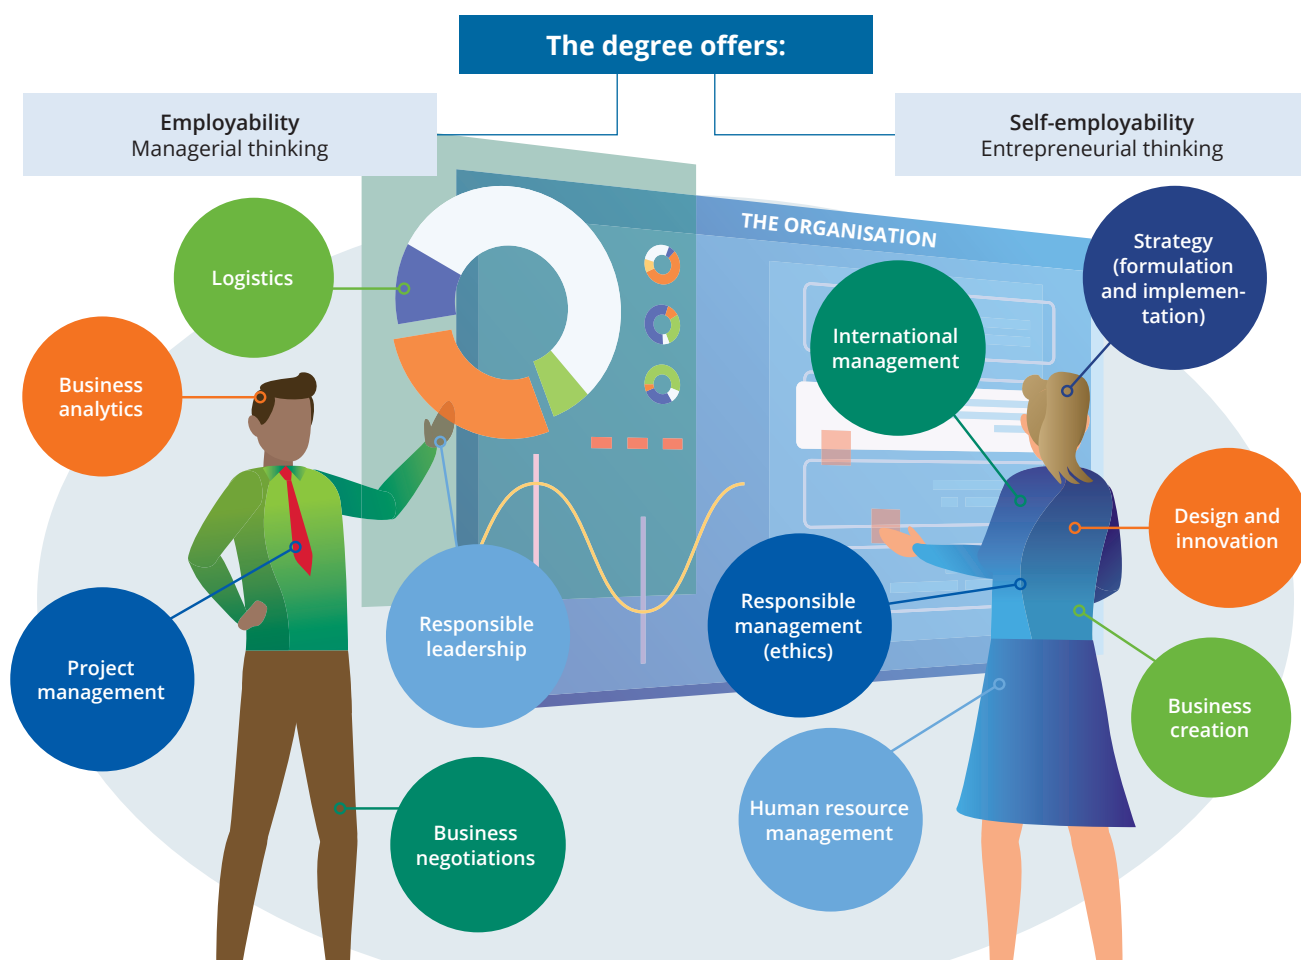 The degree offers:
Employability
Managerial thinking
Self-employability
Entrepreneurial thinking
THE ORGANISATION
Logistics
Business
analytics
Project
management
Responsible
leadership
Business
negotiations
Strategy
(formulation
and implemen-
tation)
International
management
Design and
innovation
Responsible
management
(ethics)
Business
creation
Human resource
management